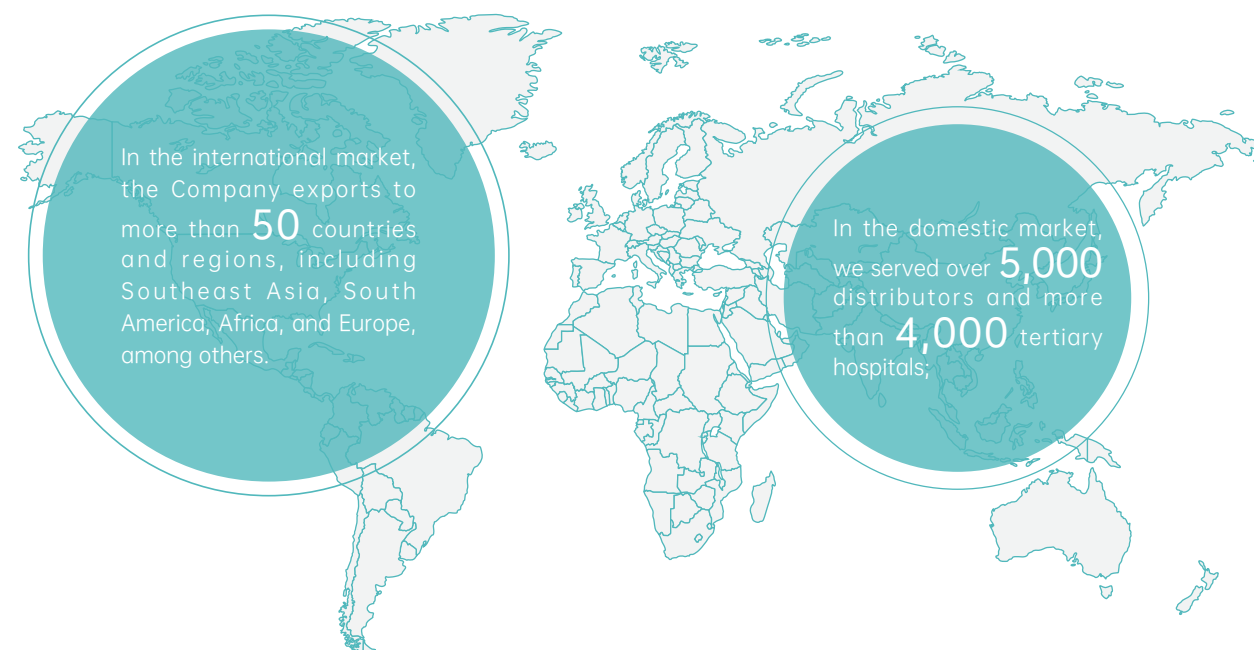 In the international market,
the Company exports to
more than 50 countries
and regions, including
Southeast Asia, South
America, Africa, and Europe,
among others.
In the domestic market,
we served over 5,000
distributors and more
than 4,000 tertiary
hospitals;